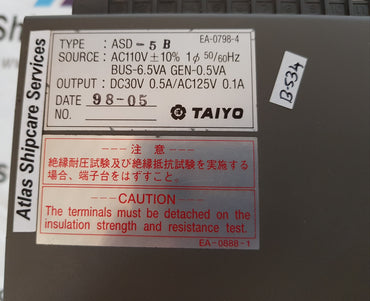 EA-0798-4
TYPE : ASD-5B
SOURCE : AC110V ±10% 1φ 50/60Hz
BUS-6.5VA GEN-0.5VA
OUTPUT : DC30V 0.5A/AC125V 0.1A
DATE 98-05
NO. TAIYO
B-534
Atlas Shipcare Services
— 注 意 —
絶縁耐圧試験及び絶縁抵抗試験を実施する
場合、端子台をはずすこと。
—CAUTION—
The terminals must be detached on the
insulation strength and resistance test.
EA-0888-1